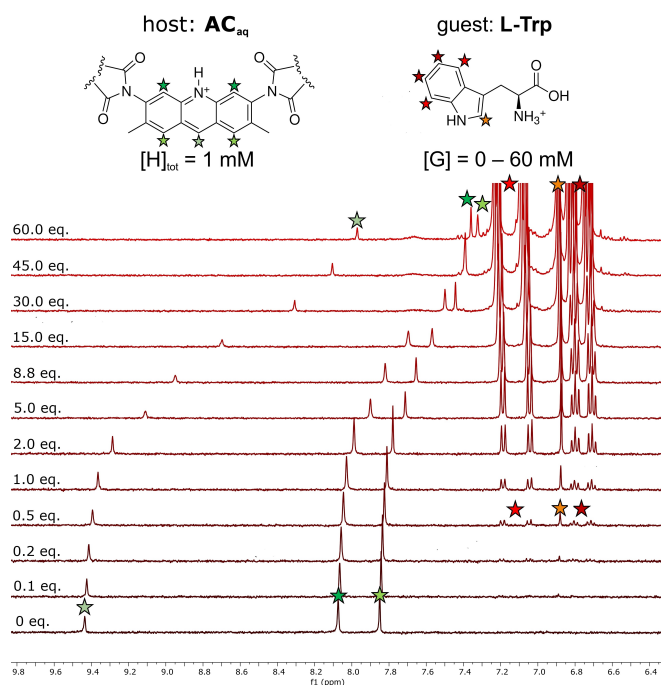 host: AC_aq
guest: L-Trp
H
O
O
N
N⁺
N
O
O
O
OH
HN
NH₃⁺
[H]_tot = 1 mM
[G] = 0 – 60 mM
60.0 eq.
45.0 eq.
30.0 eq.
15.0 eq.
8.8 eq.
5.0 eq.
2.0 eq.
1.0 eq.
0.5 eq.
0.2 eq.
0.1 eq.
0 eq.
9.8 9.6 9.4 9.2 9.0 8.8 8.6 8.4 8.2 8.0 7.8 7.6 7.4 7.2 7.0 6.8 6.6 6.4
f1 (ppm)